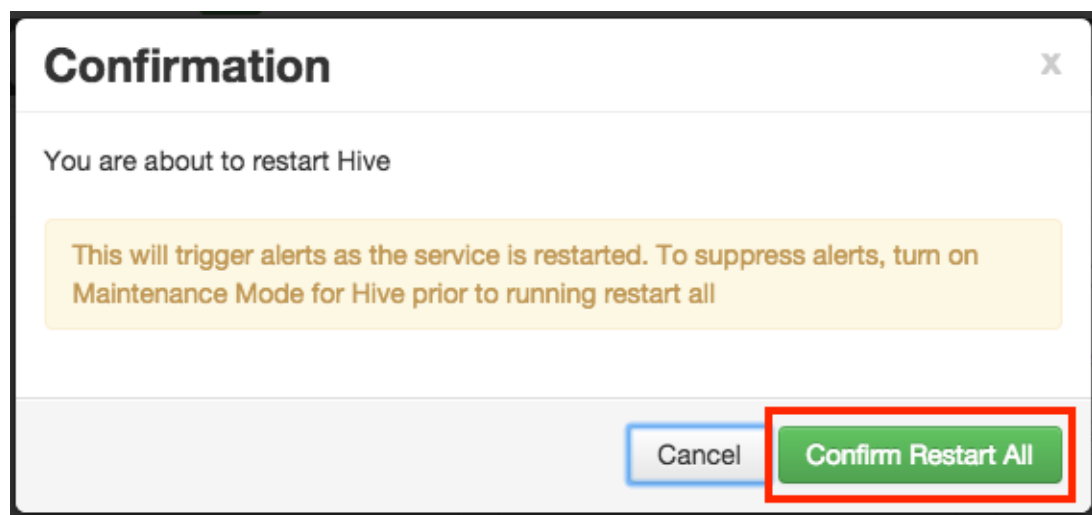 Confirmation
x
You are about to restart Hive
This will trigger alerts as the service is restarted. To suppress alerts, turn on
Maintenance Mode for Hive prior to running restart all
Cancel
Confirm Restart All